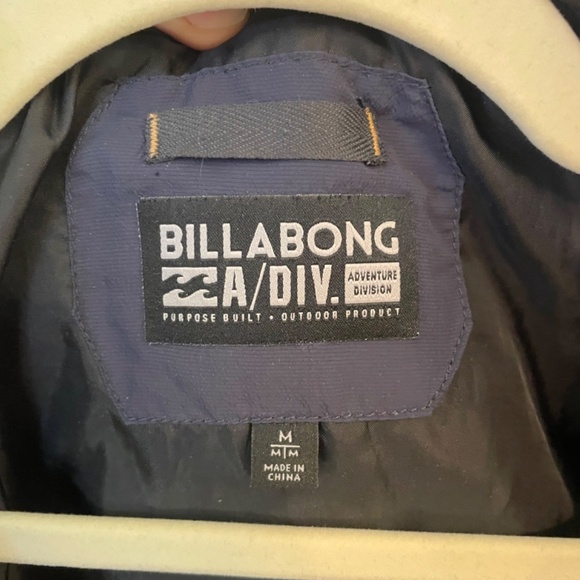 BILLABONG
A/DIV. ADVENTURE DIVISION
PURPOSE BUILT • OUTDOOR PRODUCT
M
M|M
MADE IN
CHINA